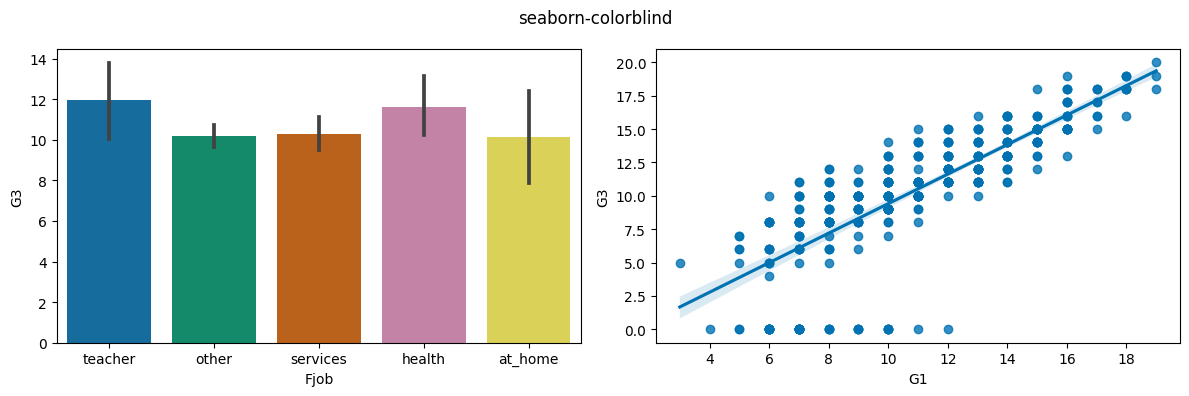 seaborn-colorblind
14
12
10
8
6
4
2
0
G3
teacher other services health at_home
Fjob
20.0
17.5
15.0
12.5
10.0
7.5
5.0
2.5
0.0
G3
4 6 8 10 12 14 16 18
G1